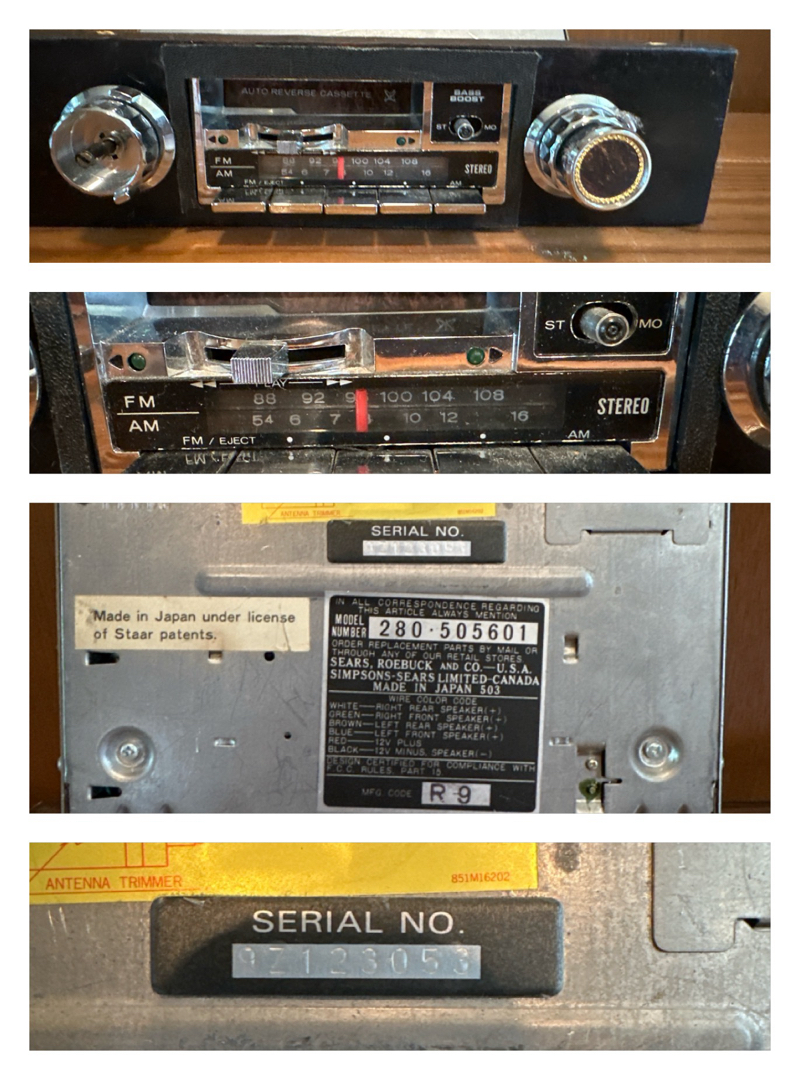 AUTO REVERSE CASSETTE
BASS
BOOST
ST MO
FM 88 92 9 100 104 108
AM 54 6 7 10 12 16
STEREO
FM / EJECT AM
ST MO
PLAY
FM 88 92 9 100 104 108
AM 54 6 7 10 12 16
STEREO
FM / EJECT AM
ANTENNA TRIMMER 851M16202
SERIAL NO.
Made in Japan under license
of Staar patents.
IN ALL CORRESPONDENCE REGARDING
THIS ARTICLE ALWAYS MENTION
MODEL
NUMBER 280·505601
ORDER REPLACEMENT PARTS BY MAIL OR
THROUGH ANY OF OUR RETAIL STORES
SEARS, ROEBUCK AND CO.—U.S.A.
SIMPSONS-SEARS LIMITED-CANADA
MADE IN JAPAN 503
WIRE COLOR CODE
WHITE—RIGHT REAR SPEAKER(+)
GREEN—RIGHT FRONT SPEAKER(+)
BROWN—LEFT REAR SPEAKER(+)
BLUE—LEFT FRONT SPEAKER(+)
RED—12V PLUS
BLACK—12V MINUS, SPEAKER(−)
DESIGN CERTIFIED FOR COMPLIANCE WITH
F.C.C. RULES, PART 15
MFG. CODE R-9
ANTENNA TRIMMER 851M16202
SERIAL NO.
9Z123053